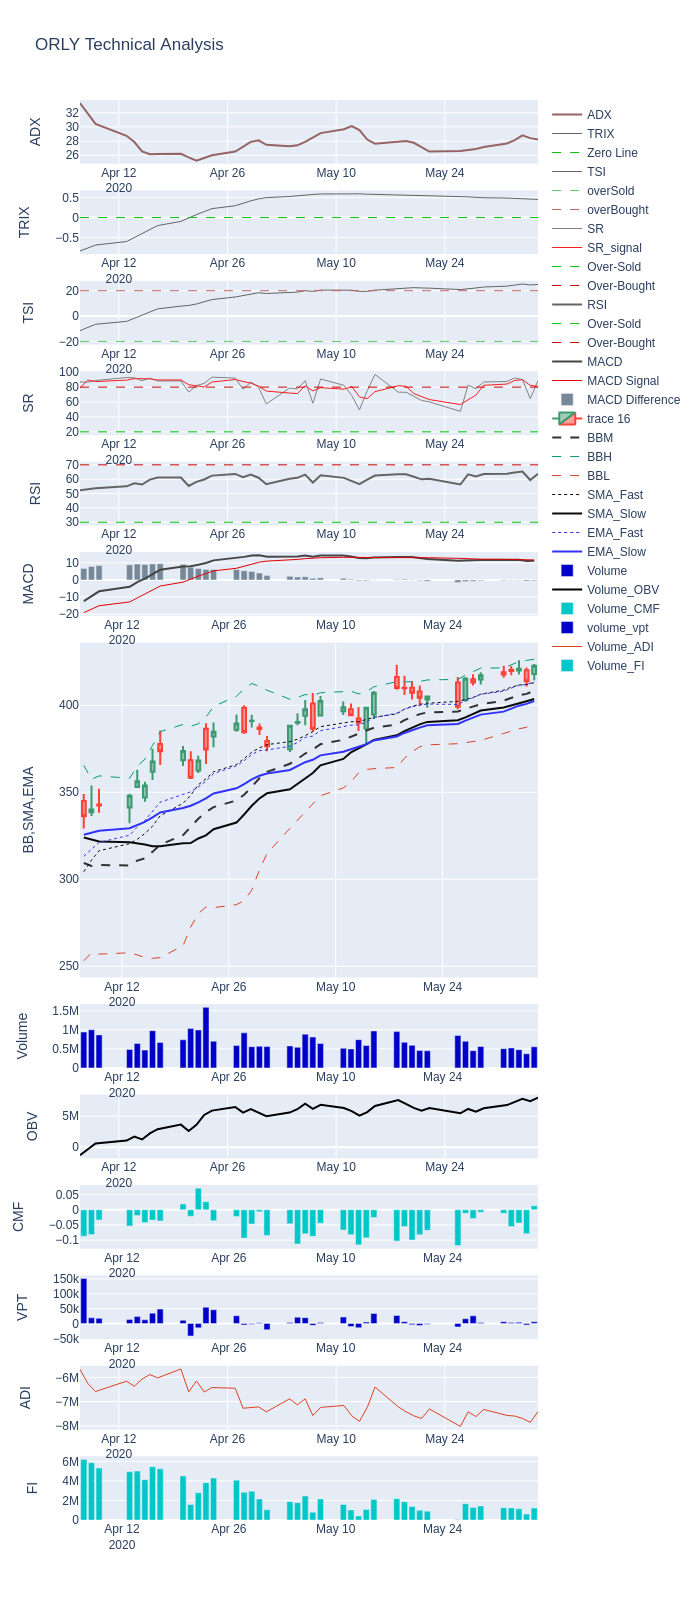 ORLY Technical Analysis
ADX
32
30
28
26
Apr 12
2020
Apr 26
May 10
May 24
TRIX
0.5
0
−0.5
Apr 12
2020
Apr 26
May 10
May 24
TSI
20
0
−20
Apr 12
2020
Apr 26
May 10
May 24
SR
100
80
60
40
20
Apr 12
2020
Apr 26
May 10
May 24
RSI
70
60
50
40
30
Apr 12
2020
Apr 26
May 10
May 24
MACD
10
0
−10
−20
Apr 12
2020
Apr 26
May 10
May 24
BB,SMA,EMA
400
350
300
250
Apr 12
2020
Apr 26
May 10
May 24
Volume
1.5M
1M
0.5M
0
Apr 12
2020
Apr 26
May 10
May 24
OBV
5M
0
Apr 12
2020
Apr 26
May 10
May 24
CMF
0.05
0
−0.05
−0.1
Apr 12
2020
Apr 26
May 10
May 24
VPT
150k
100k
50k
0
−50k
Apr 12
2020
Apr 26
May 10
May 24
ADI
−6M
−7M
−8M
Apr 12
2020
Apr 26
May 10
May 24
FI
6M
4M
2M
0
Apr 12
2020
Apr 26
May 10
May 24
ADX
TRIX
Zero Line
TSI
overSold
overBought
SR
SR_signal
Over-Sold
Over-Bought
RSI
Over-Sold
Over-Bought
MACD
MACD Signal
MACD Difference
trace 16
BBM
BBH
BBL
SMA_Fast
SMA_Slow
EMA_Fast
EMA_Slow
Volume
Volume_OBV
Volume_CMF
volume_vpt
Volume_ADI
Volume_FI